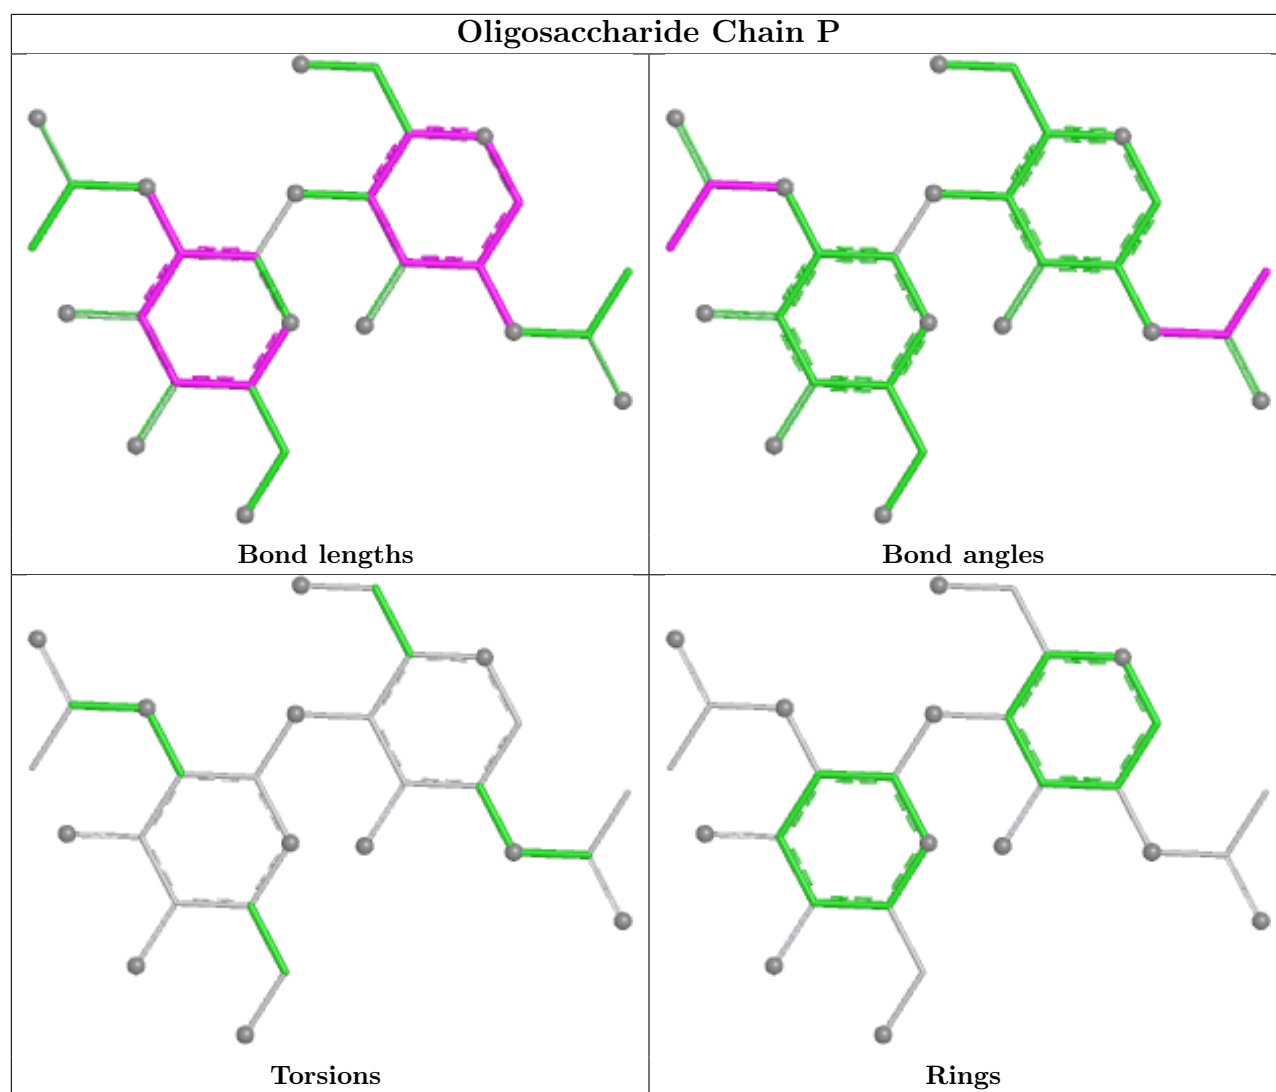 Oligosaccharide Chain P
Bond lengths
Bond angles
Torsions
Rings